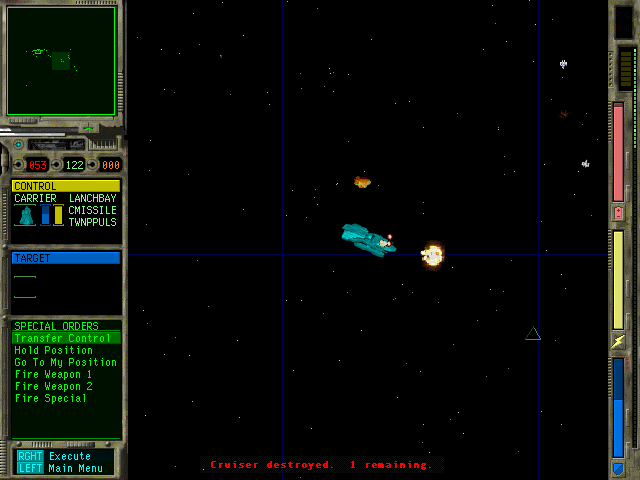 053 122 000
CONTROL
CARRIER LANCHBAY
CMISSILE
TWNPPULS
TARGET
SPECIAL ORDERS
Transfer Control
Hold Position
Go To My Position
Fire Weapon 1
Fire Weapon 2
Fire Special
RGHT Execute
LEFT Main Menu
Cruiser destroyed. 1 remaining.